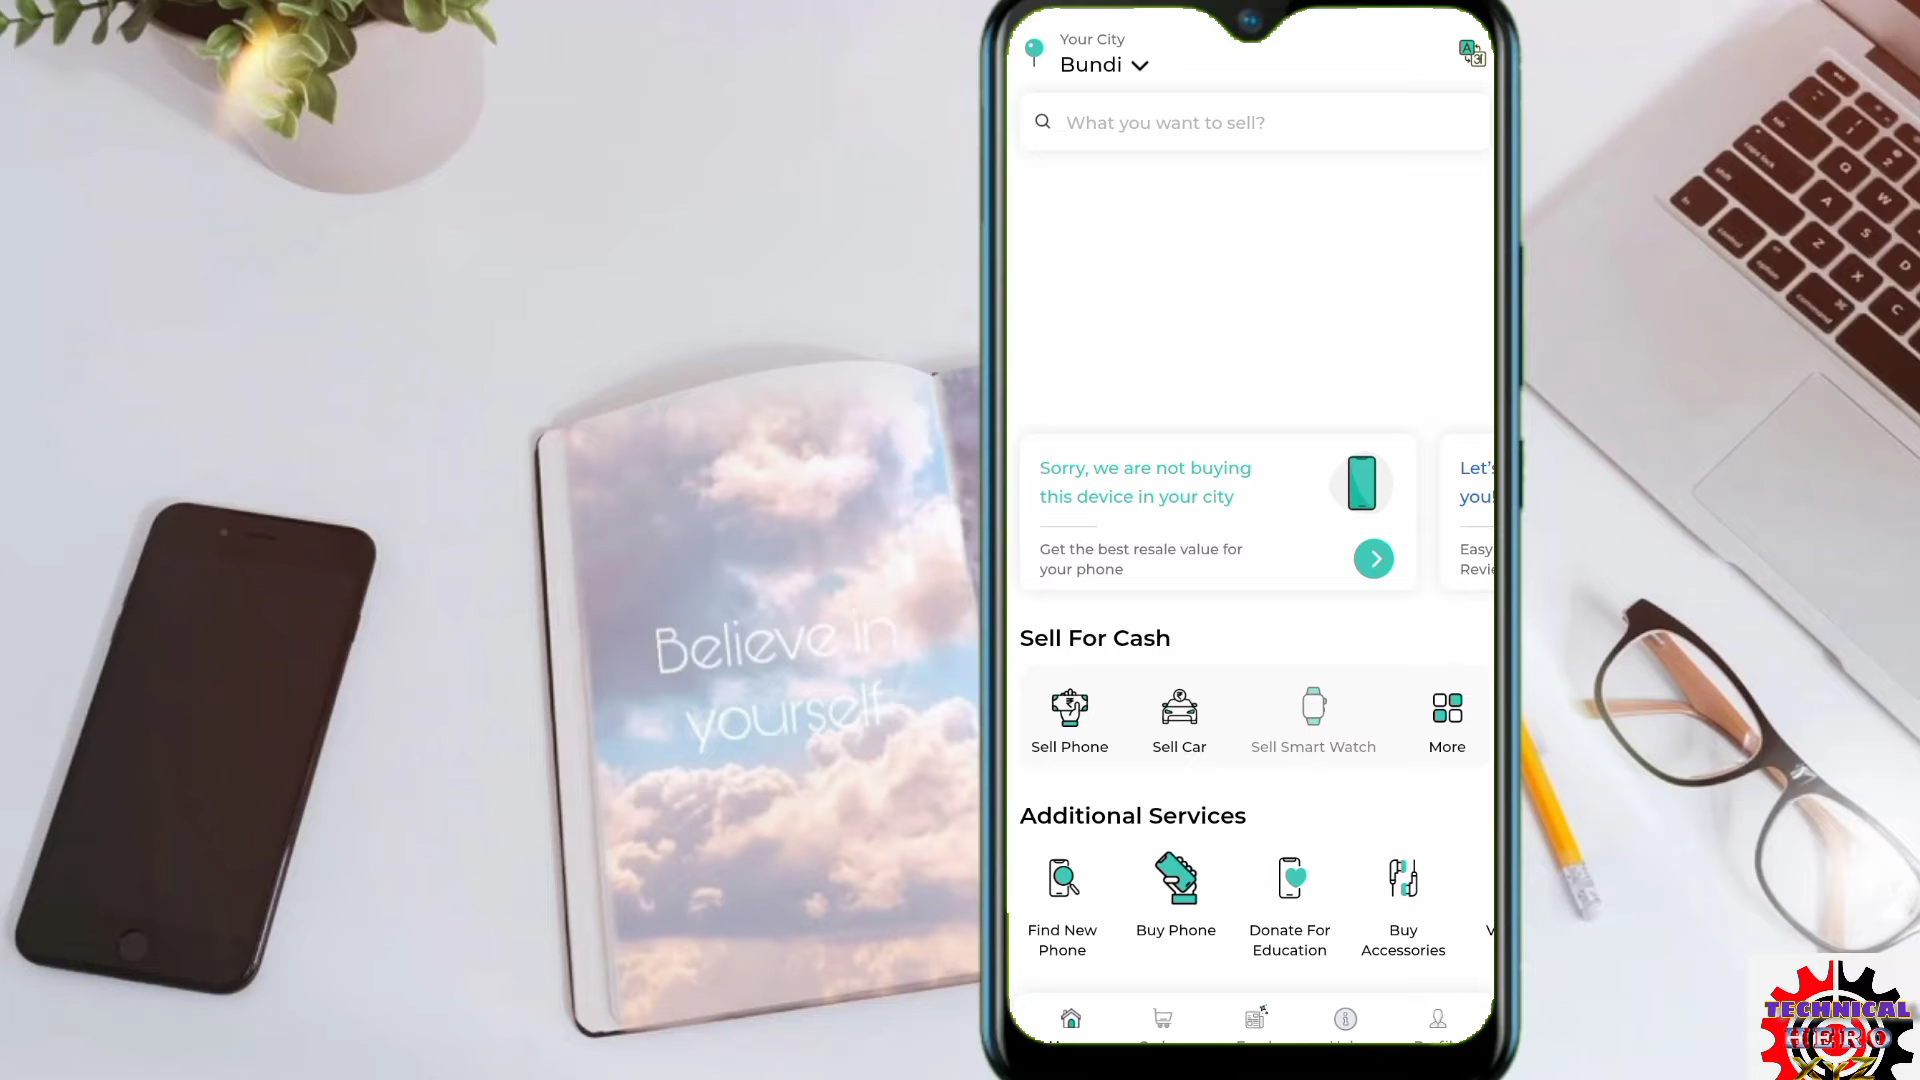 Your City
Bundi
What you want to sell?
Sorry, we are not buying
this device in your city
Get the best resale value for
your phone
Let's
you!
Easy
Sell For Cash
Sell Phone
Sell Car
Sell Smart Watch
More
Additional Services
Find New
Phone
Buy Phone
Donate For
Education
Buy
Accessories
Believe in
yourself
TECHNICAL
HERO
XYZ